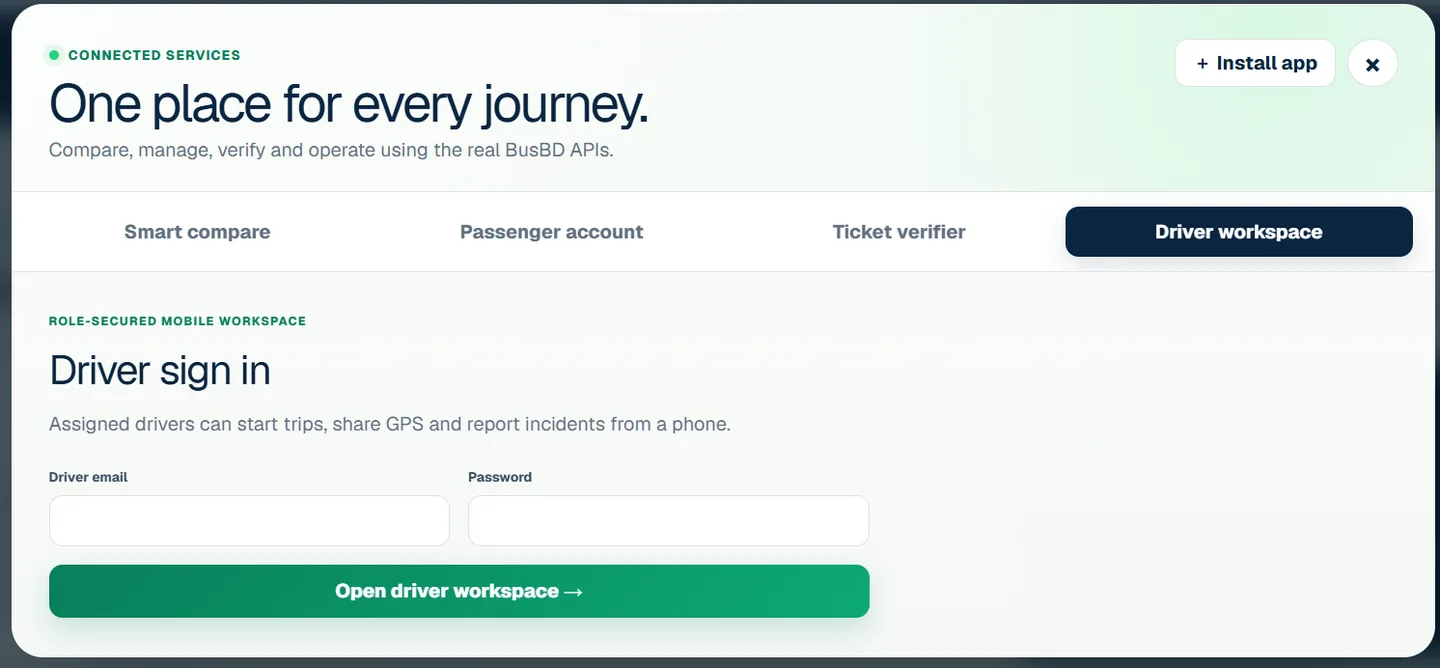 CONNECTED SERVICES
+ Install app
×
One place for every journey.
Compare, manage, verify and operate using the real BusBD APIs.
Smart compare
Passenger account
Ticket verifier
Driver workspace
ROLE-SECURED MOBILE WORKSPACE
Driver sign in
Assigned drivers can start trips, share GPS and report incidents from a phone.
Driver email
Password
Open driver workspace →